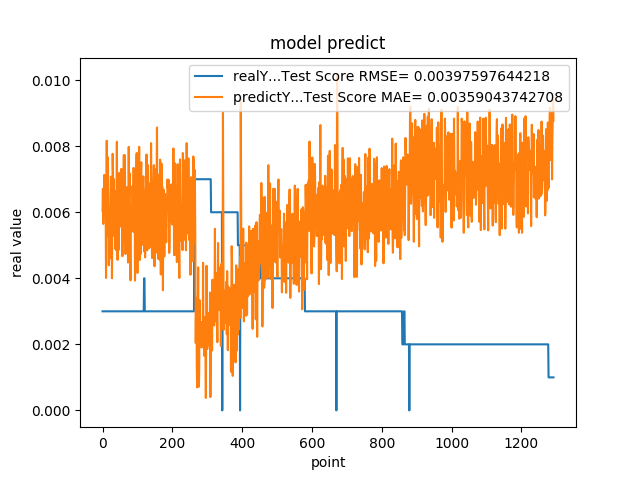 model predict
realY...Test Score RMSE= 0.00397597644218
predictY...Test Score MAE= 0.00359043742708
0.010
0.008
0.006
0.004
0.002
0.000
real value
0 200 400 600 800 1000 1200
point